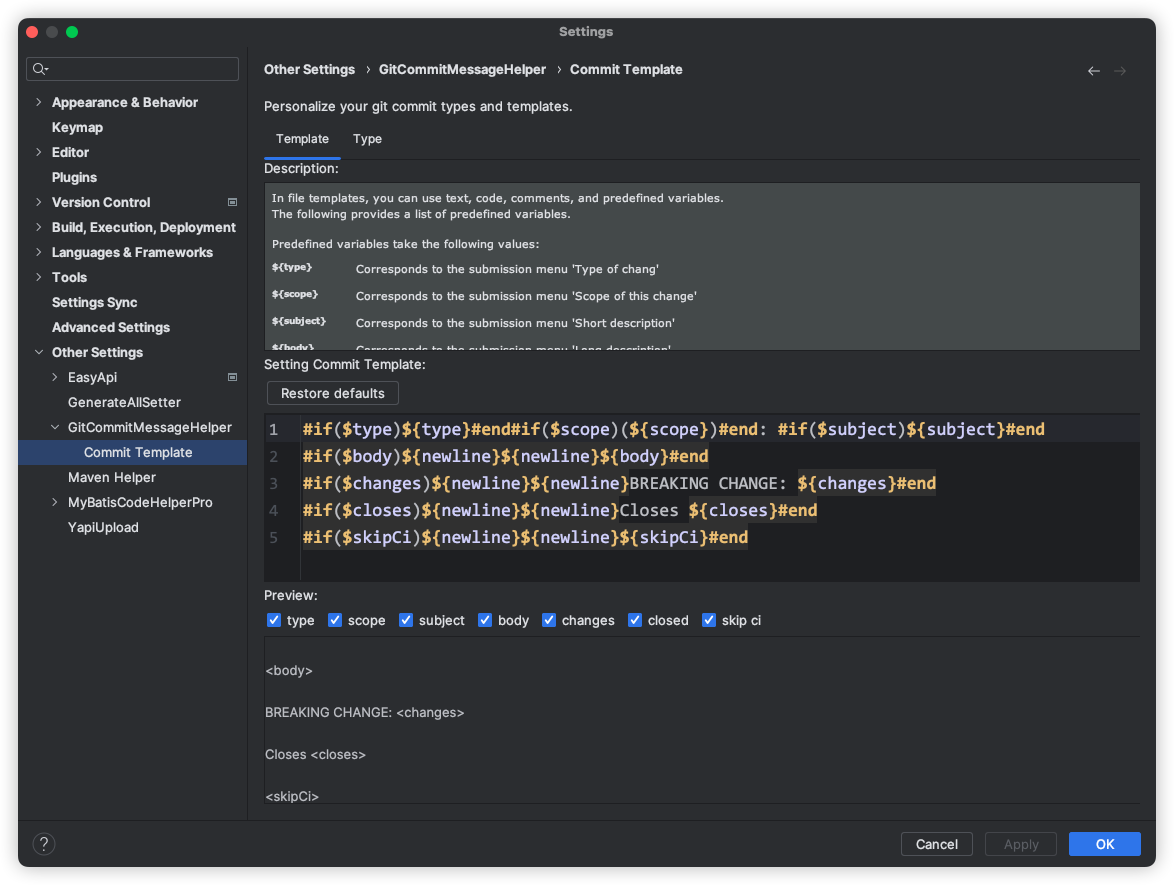 Settings
Other Settings › GitCommitMessageHelper › Commit Template
Appearance & Behavior
Keymap
Editor
Plugins
Version Control
Build, Execution, Deployment
Languages & Frameworks
Tools
Settings Sync
Advanced Settings
Other Settings
EasyApi
GenerateAllSetter
GitCommitMessageHelper
Commit Template
Maven Helper
MyBatisCodeHelperPro
YapiUpload
Personalize your git commit types and templates.
Template Type
Description:
In file templates, you can use text, code, comments, and predefined variables.
The following provides a list of predefined variables.
Predefined variables take the following values:
${type} Corresponds to the submission menu 'Type of chang'
${scope} Corresponds to the submission menu 'Scope of this change'
${subject} Corresponds to the submission menu 'Short description'
${body} Corresponds to the submission menu 'Long description'
Setting Commit Template:
Restore defaults
1 #if($type)${type}#end#if($scope)(${scope})#end: #if($subject)${subject}#end
2 #if($body)${newline}${newline}${body}#end
3 #if($changes)${newline}${newline}BREAKING CHANGE: ${changes}#end
4 #if($closes)${newline}${newline}Closes ${closes}#end
5 #if($skipCi)${newline}${newline}${skipCi}#end
Preview:
type scope subject body changes closed skip ci
<body>
BREAKING CHANGE: <changes>
Closes <closes>
<skipCi>
? Cancel Apply OK